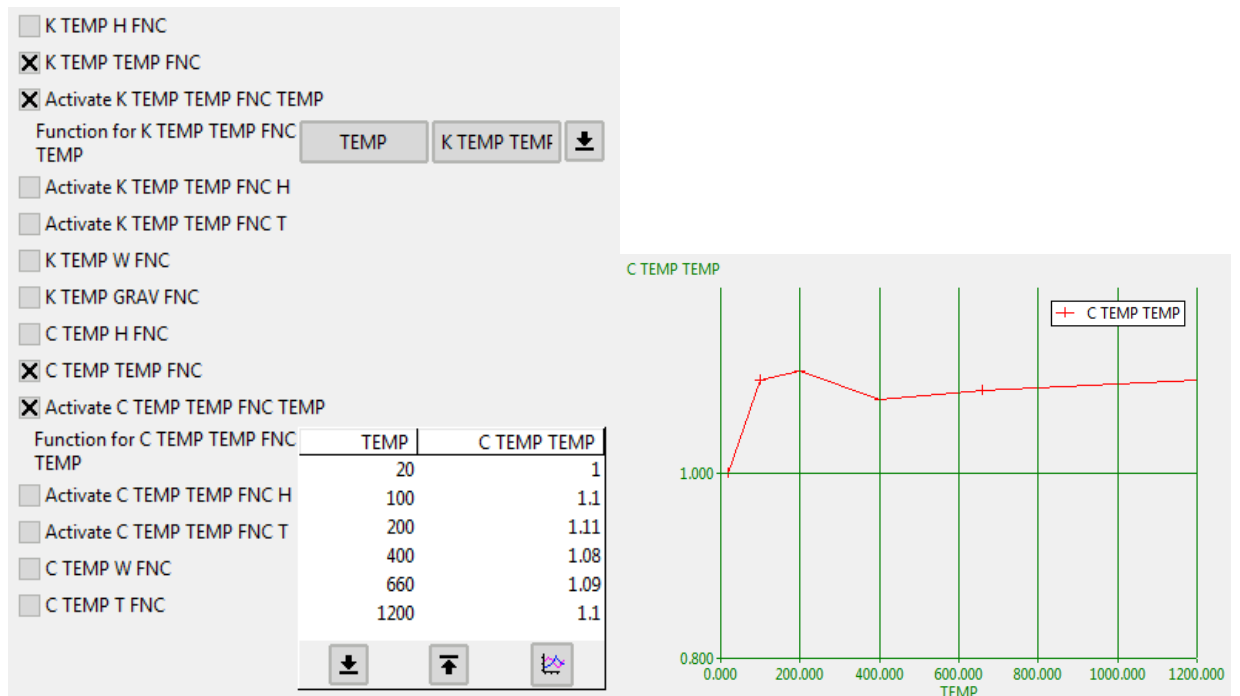 K TEMP H FNC
K TEMP TEMP FNC
Activate K TEMP TEMP FNC TEMP
Function for K TEMP TEMP FNC
TEMP
TEMP
K TEMP TEMP
Activate K TEMP TEMP FNC H
Activate K TEMP TEMP FNC T
K TEMP W FNC
K TEMP GRAV FNC
C TEMP H FNC
C TEMP TEMP FNC
Activate C TEMP TEMP FNC TEMP
Function for C TEMP TEMP FNC
TEMP
Activate C TEMP TEMP FNC H
Activate C TEMP TEMP FNC T
C TEMP W FNC
C TEMP T FNC
TEMP C TEMP TEMP
20 1
100 1.1
200 1.11
400 1.08
660 1.09
1200 1.1
C TEMP TEMP
C TEMP TEMP
1.000
0.800
0.000 200.000 400.000 600.000 800.000 1000.000 1200.000
TEMP